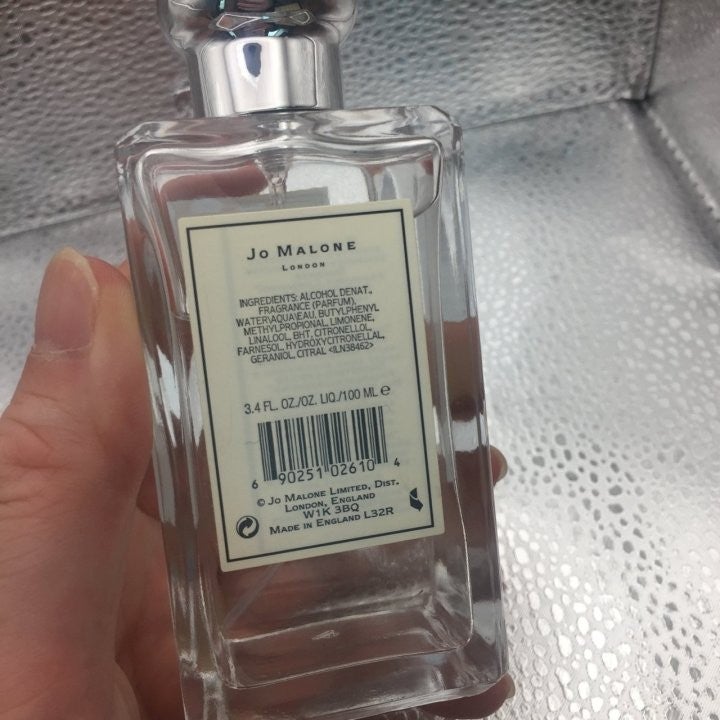 JO MALONE
LONDON
INGREDIENTS: ALCOHOL DENAT.,
FRAGRANCE (PARFUM),
WATER\AQUA\EAU, BUTYLPHENYL
METHYLPROPIONAL, LIMONENE,
LINALOOL, BHT, CITRONELLOL,
FARNESOL, HYDROXYCITRONELLAL,
GERANIOL, CITRAL <ILN38462>
3.4 FL. OZ./OZ. LIQ./100 ML ℮
6 90251 02610 4
© JO MALONE LIMITED, DIST.
LONDON, ENGLAND
W1K 3BQ
MADE IN ENGLAND L32R